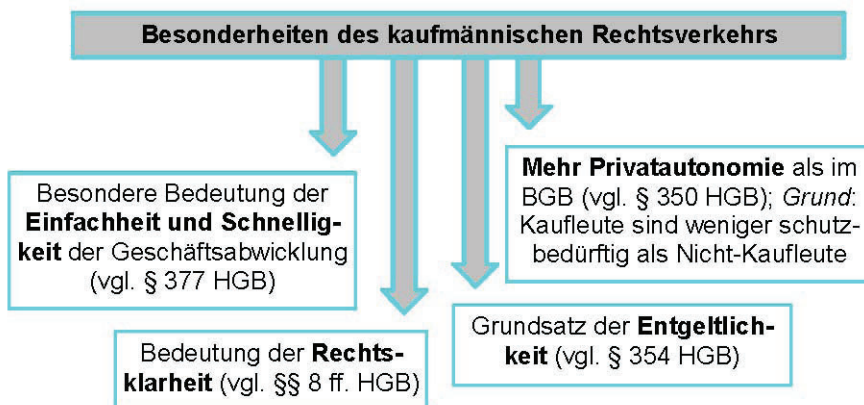 Besonderheiten des kaufmännischen Rechtsverkehrs
Besondere Bedeutung der
Einfachheit und Schnellig-
keit der Geschäftsabwicklung
(vgl. § 377 HGB)
Bedeutung der Rechts-
klarheit (vgl. §§ 8 ff. HGB)
Grundsatz der Entgeltlich-
keit (vgl. § 354 HGB)
Mehr Privatautonomie als im
BGB (vgl. § 350 HGB); Grund:
Kaufleute sind weniger schutz-
bedürftig als Nicht-Kaufleute